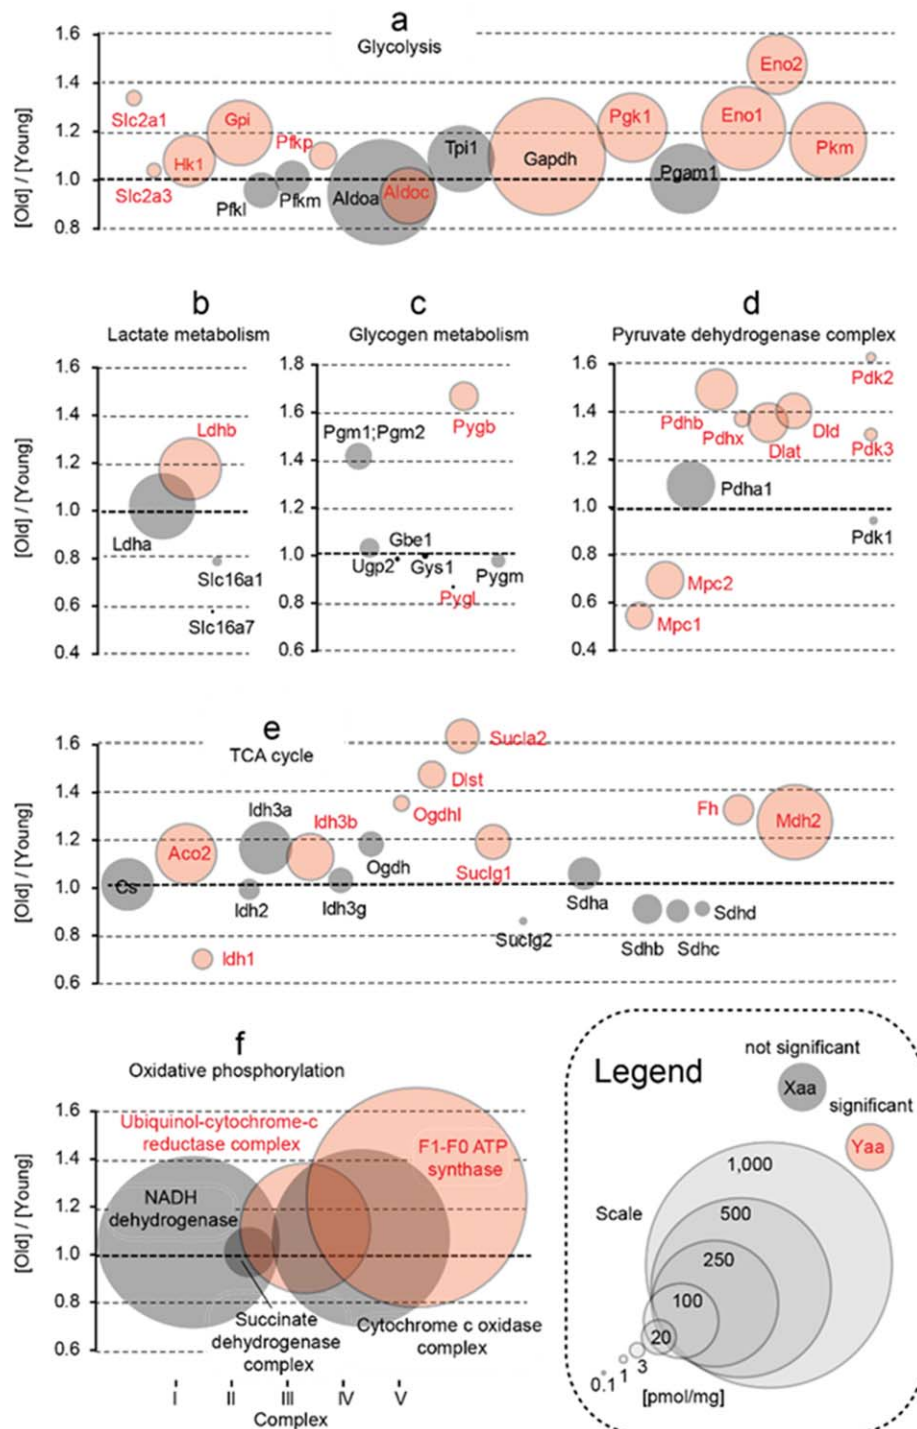 a
Glycolysis
[Old] / [Young]
1.6
1.4
1.2
1.0
0.8
Slc2a1
Slc2a3
Hk1
Gpi
Pfkl
Pfkm
Pfkp
Aldoa
Aldoc
Tpi1
Gapdh
Pgk1
Pgam1
Eno1
Eno2
Pkm
b
Lactate metabolism
[Old] / [Young]
1.6
1.4
1.2
1.0
0.8
0.6
0.4
Ldhb
Ldha
Slc16a1
Slc16a7
c
Glycogen metabolism
1.8
1.6
1.4
1.2
1.0
0.8
0.6
Pgm1;Pgm2
Pygb
Gbe1
Ugp2
Gys1
Pygm
Pygl
d
Pyruvate dehydrogenase complex
1.6
1.4
1.2
1.0
0.8
0.6
0.4
Pdk2
Pdhb
Pdhx
Dlat
Dld
Pdk3
Pdha1
Pdk1
Mpc2
Mpc1
e
TCA cycle
[Old] / [Young]
1.6
1.4
1.2
1.0
0.8
0.6
Cs
Aco2
Idh1
Idh2
Idh3a
Idh3b
Idh3g
Ogdh
Ogdhl
Dlst
Sucla2
Suclg1
Suclg2
Sdha
Sdhb
Sdhc
Sdhd
Fh
Mdh2
f
Oxidative phosphorylation
[Old] / [Young]
1.6
1.4
1.2
1.0
0.8
0.6
Ubiquinol-cytochrome-c
reductase complex
F1-F0 ATP
synthase
NADH
dehydrogenase
Succinate
dehydrogenase
complex
Cytochrome c oxidase
complex
I II III IV V
Complex
Legend
not significant
Xaa
significant
Yaa
Scale
1,000
500
250
100
20
3
1
0.1
[pmol/mg]